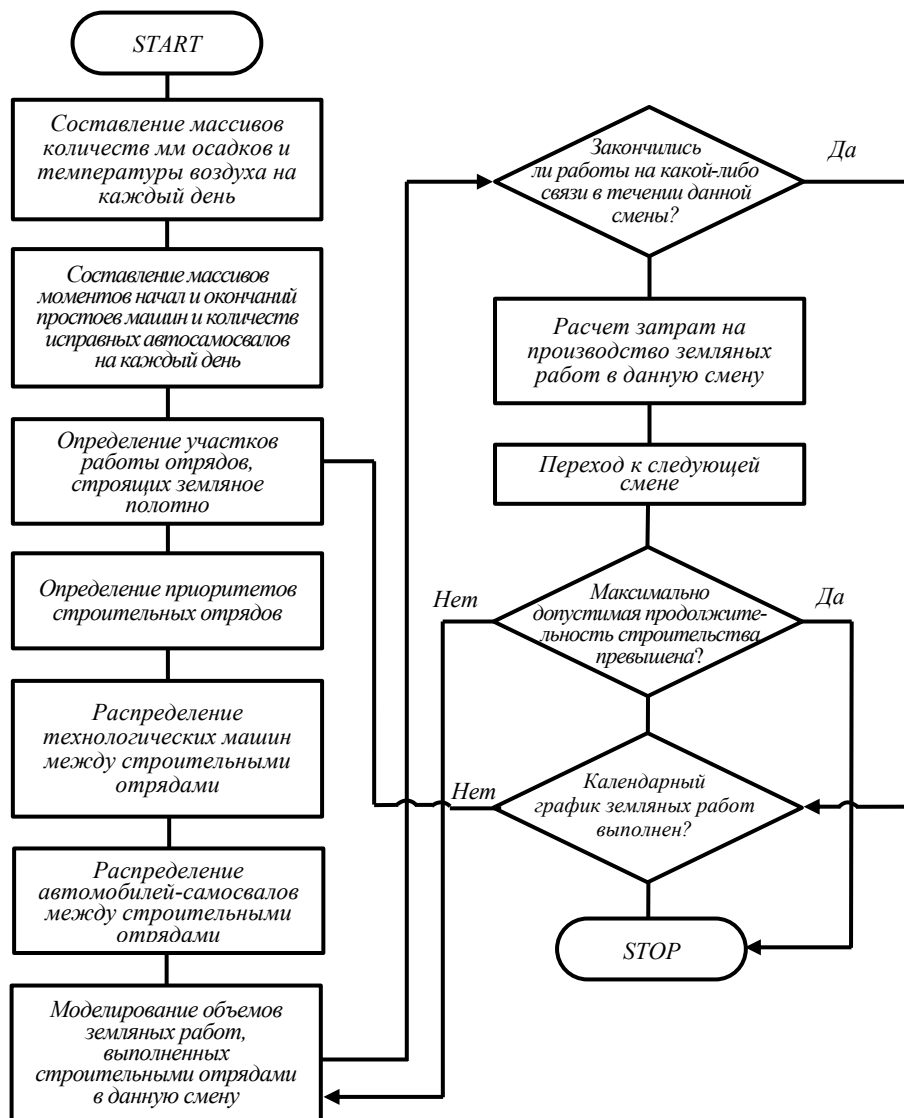 START
Составление массивов
количеств мм осадков и
температуры воздуха на
каждый день
Составление массивов
моментов начал и окончаний
простоев машин и количеств
исправных автосамосвалов
на каждый день
Определение участков
работы отрядов,
строящих земляное
полотно
Определение приоритетов
строительных отрядов
Распределение
технологических машин
между строительными
отрядами
Распределение
автомобилей-самосвалов
между строительными
отрядами
Моделирование объемов
земляных работ,
выполненных
строительными отрядами
в данную смену
Закончились
ли работы на какой-либо
связи в течении данной
смены?
Да
Расчет затрат на
производство земляных
работ в данную смену
Переход к следующей
смене
Нет
Максимально
допустимая продолжите-
льность строительства
превышена?
Да
Нет
Календарный
график земляных работ
выполнен?
STOP